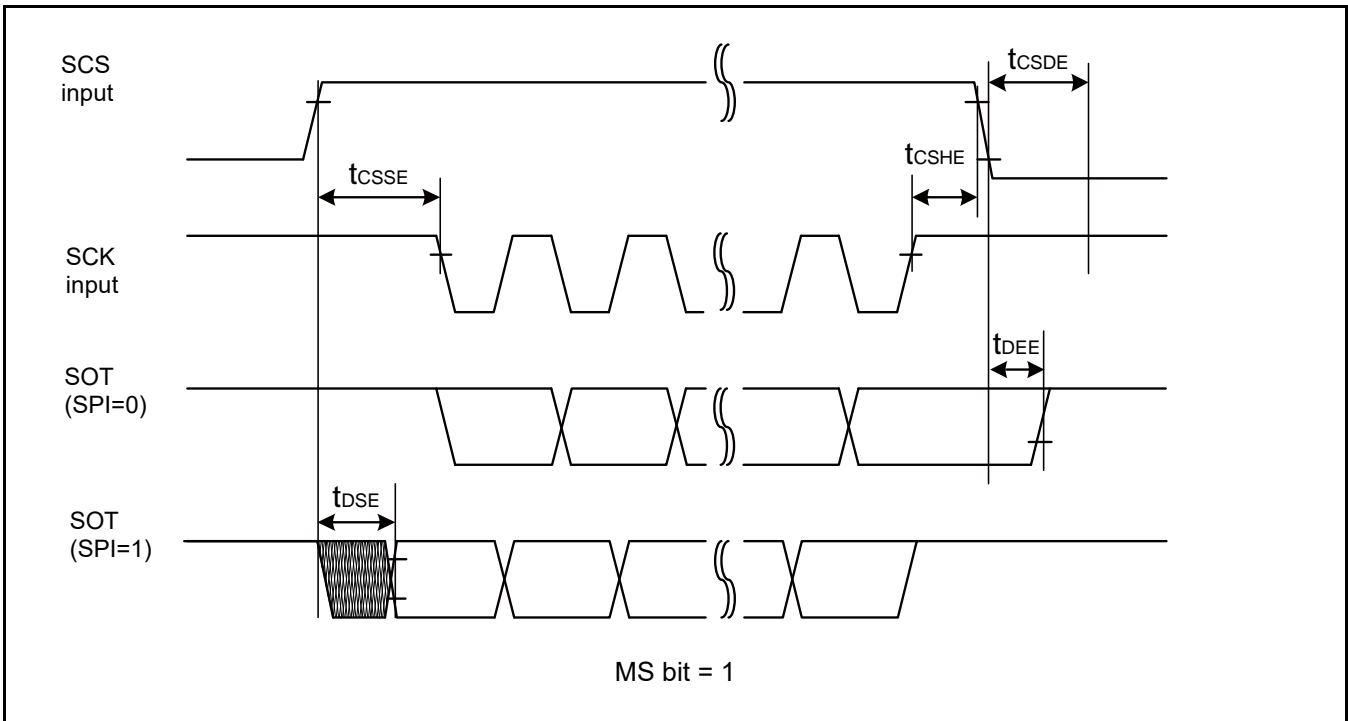 SCS
input
tCSDE
tCSHE
tCSSE
SCK
input
tDEE
SOT
(SPI=0)
tDSE
SOT
(SPI=1)
MS bit = 1